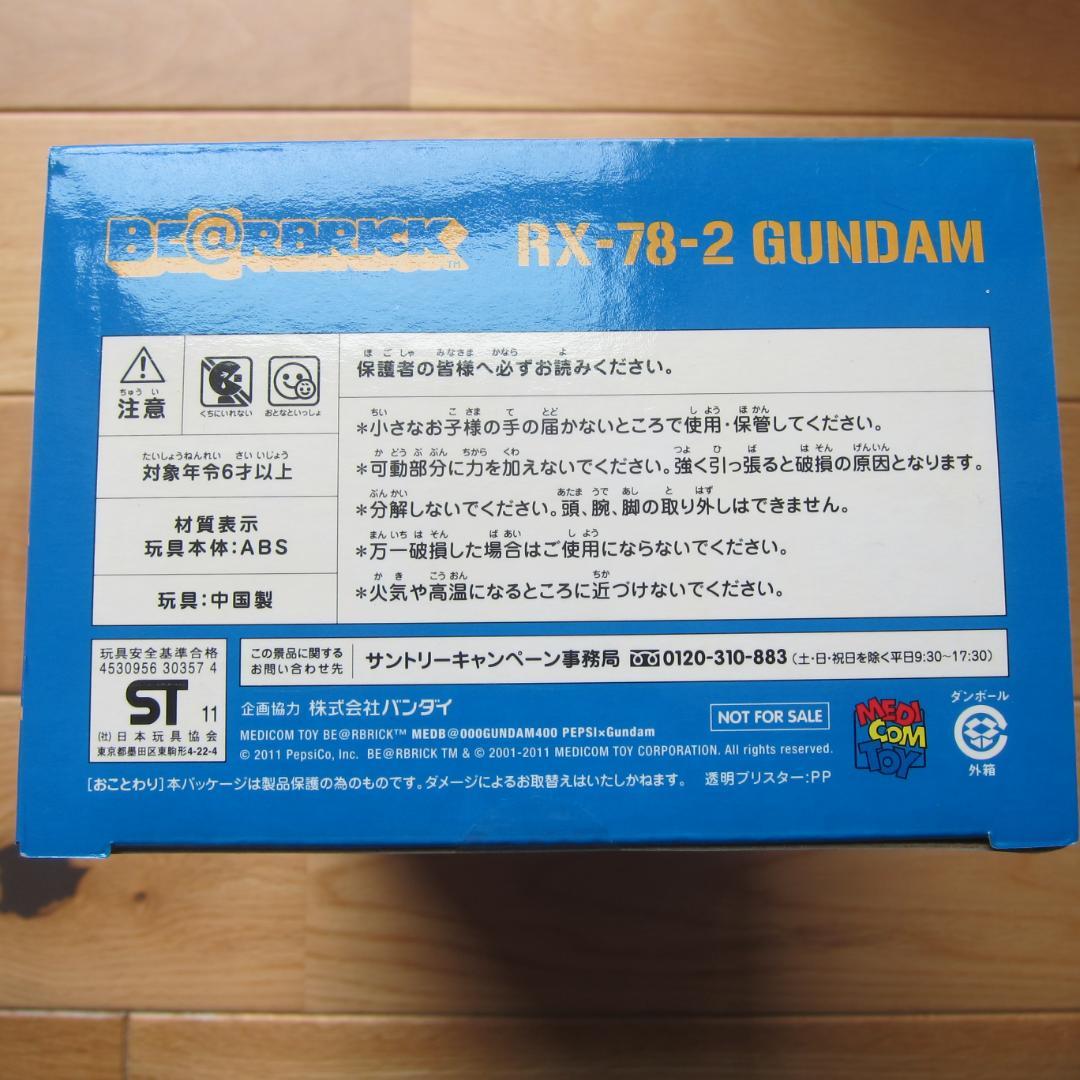 BE@RBRICK TM RX-78-2 GUNDAM
ちゅう い
注意
くちにいれない おとなといっしょ
たいしょうねんれい さい いじょう
対象年令6才以上
材質表示
玩具本体:ABS
玩具:中国製
ほ ご しゃ みなさま かなら よ
保護者の皆様へ必ずお読みください。
ちい こ さま て とど し よう ほ かん
*小さなお子様の手の届かないところで使用・保管してください。
か どう ぶ ぶん ちから くわ つよ ひ ば は そん げんいん
*可動部分に力を加えないでください。強く引っ張ると破損の原因となります。
ぶん かい あたま うで あし と はず
*分解しないでください。頭、腕、脚の取り外しはできません。
まん いち は そん ば あい し よう
*万一破損した場合はご使用にならないでください。
か き こう おん ちか
*火気や高温になるところに近づけないでください。
玩具安全基準合格
4530956 30357 4
ST 11
(社)日本玩具協会
東京都墨田区東駒形4-22-4
この景品に関する
お問い合わせ先
サントリーキャンペーン事務局 0120-310-883(土・日・祝日を除く平日9:30~17:30)
企画協力 株式会社バンダイ
MEDICOM TOY BE@RBRICK™ MEDB@000GUNDAM400 PEPSI×Gundam
© 2011 PepsiCo, Inc. BE@RBRICK TM & © 2001-2011 MEDICOM TOY CORPORATION. All rights reserved.
NOT FOR SALE
MEDI
COM
TOY
ダンボール
外箱
[おことわり]本パッケージは製品保護の為のものです。ダメージによるお取替えはいたしかねます。 透明ブリスター:PP